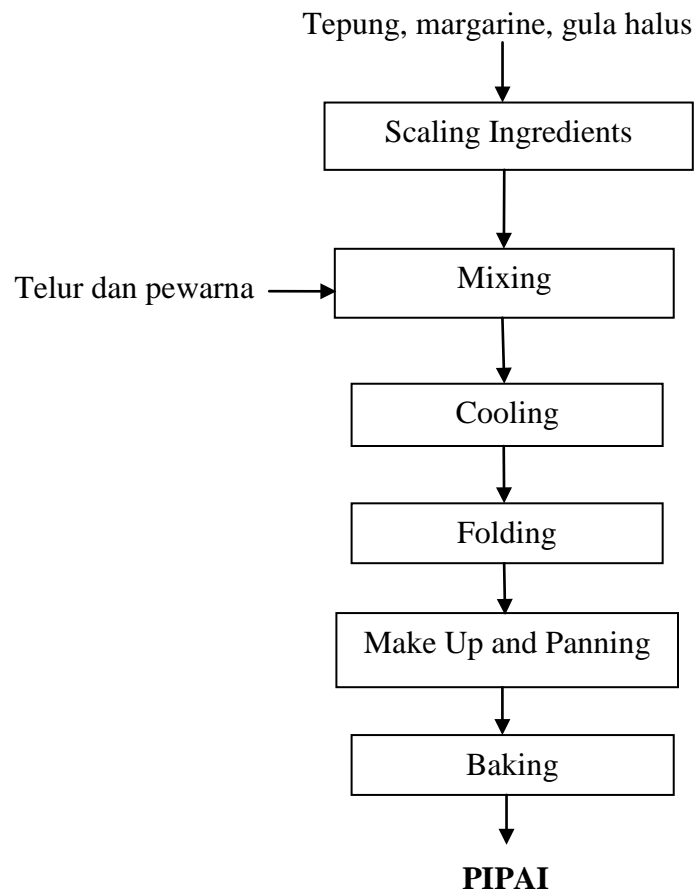 Tepung, margarine, gula halus
Scaling Ingredients
Telur dan pewarna
Mixing
Cooling
Folding
Make Up and Panning
Baking
PIPAI